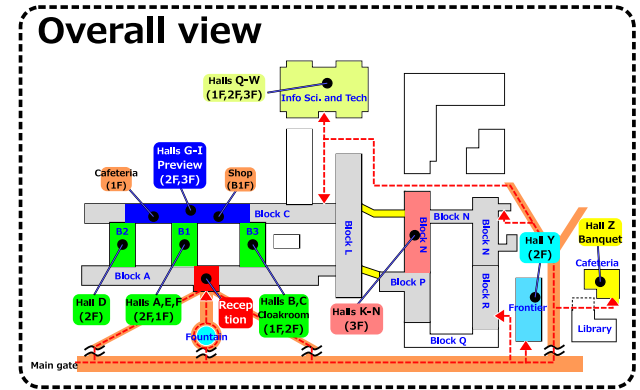 Overall view
Halls Q-W
(1F,2F,3F)
Info Sci. and Tech
Halls G-I
Preview
(2F,3F)
Cafeteria
(1F)
Shop
(B1F)
Block C
Block L
Block N
Block N
Block N
B2
B1
B3
Block A
Block P
Block R
Block Q
Hall D
(2F)
Halls A,E,F
(2F,1F)
Recep
tion
Halls B,C
Cloakroom
(1F,2F)
Halls K-N
(3F)
Hall Y
(2F)
Hall Z
Banquet
Cafeteria
Frontier
Library
Fountain
Main gate